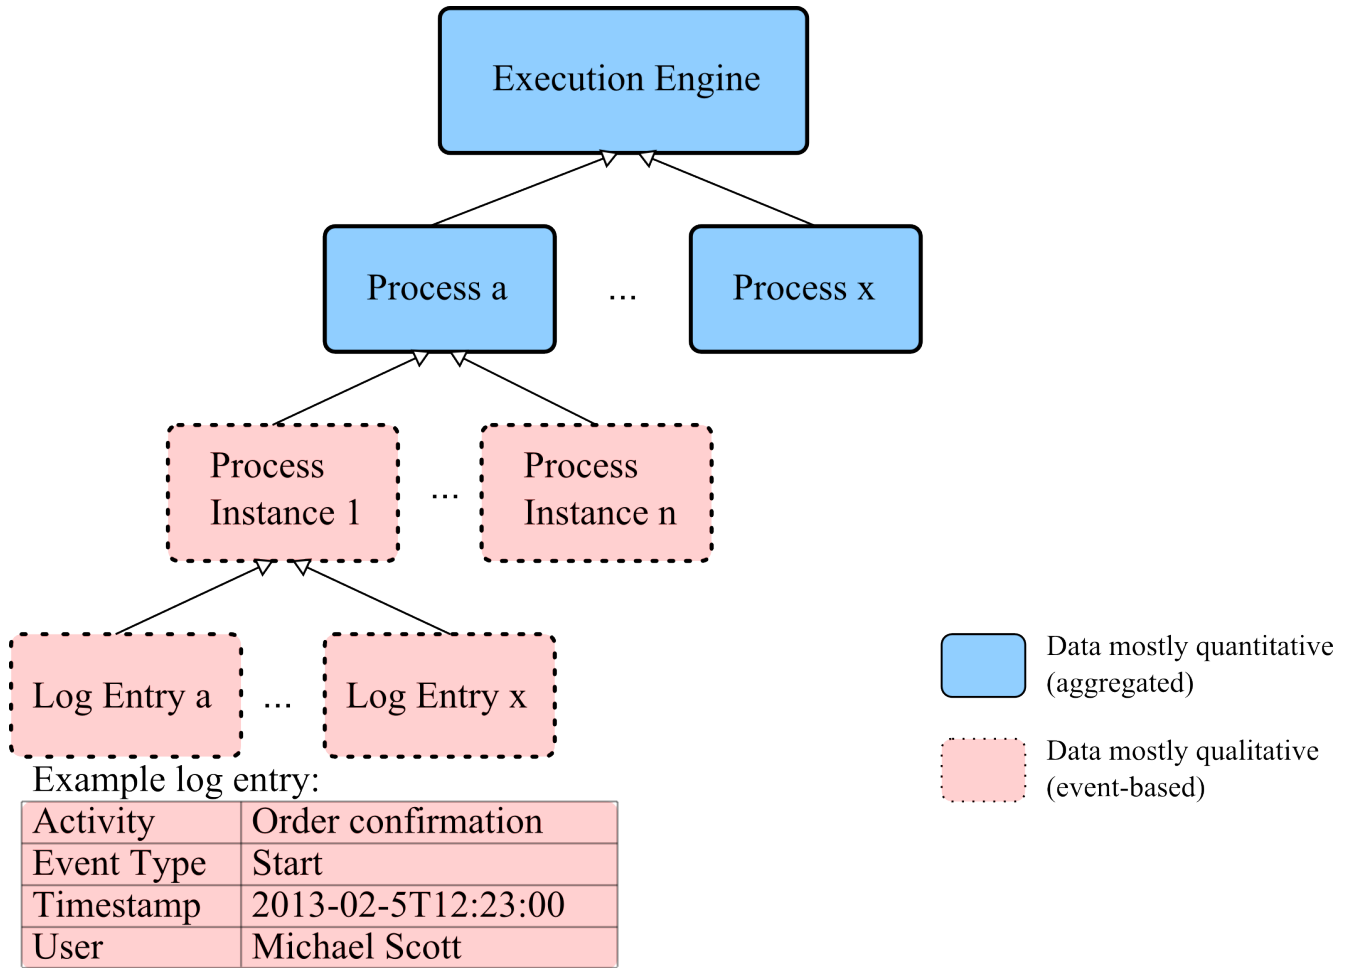 Execution Engine
Process a
...
Process x
Process
Instance 1
...
Process
Instance n
Log Entry a
...
Log Entry x
Data mostly quantitative
(aggregated)
Data mostly qualitative
(event-based)
Example log entry:
Activity Order confirmation
Event Type Start
Timestamp 2013-02-5T12:23:00
User Michael Scott